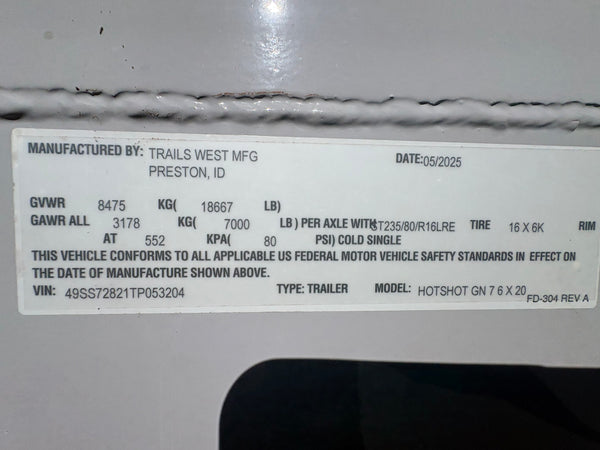 MANUFACTURED BY: TRAILS WEST MFG DATE: 05/2025
PRESTON, ID
GVWR 8475 KG( 18667 LB)
GAWR ALL 3178 KG( 7000 LB ) PER AXLE WITH ST235/80/R16LRE TIRE 16 X 6K RIM
AT 552 KPA( 80 PSI) COLD SINGLE
THIS VEHICLE CONFORMS TO ALL APPLICABLE US FEDERAL MOTOR VEHICLE SAFETY STANDARDS IN EFFECT ON
THE DATE OF MANUFACTURE SHOWN ABOVE.
VIN: 49SS72821TP053204 TYPE: TRAILER MODEL: HOTSHOT GN 7 6 X 20
FD-304 REV A